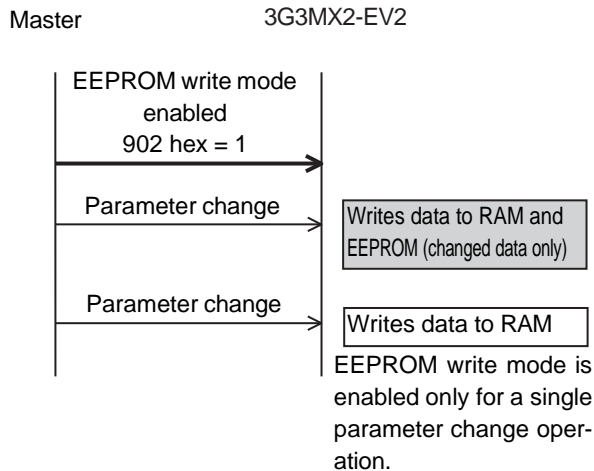 Master
3G3MX2-EV2
EEPROM write mode
enabled
902 hex = 1
Parameter change
Writes data to RAM and
EEPROM (changed data only)
Parameter change
Writes data to RAM
EEPROM write mode is
enabled only for a single
parameter change oper-
ation.